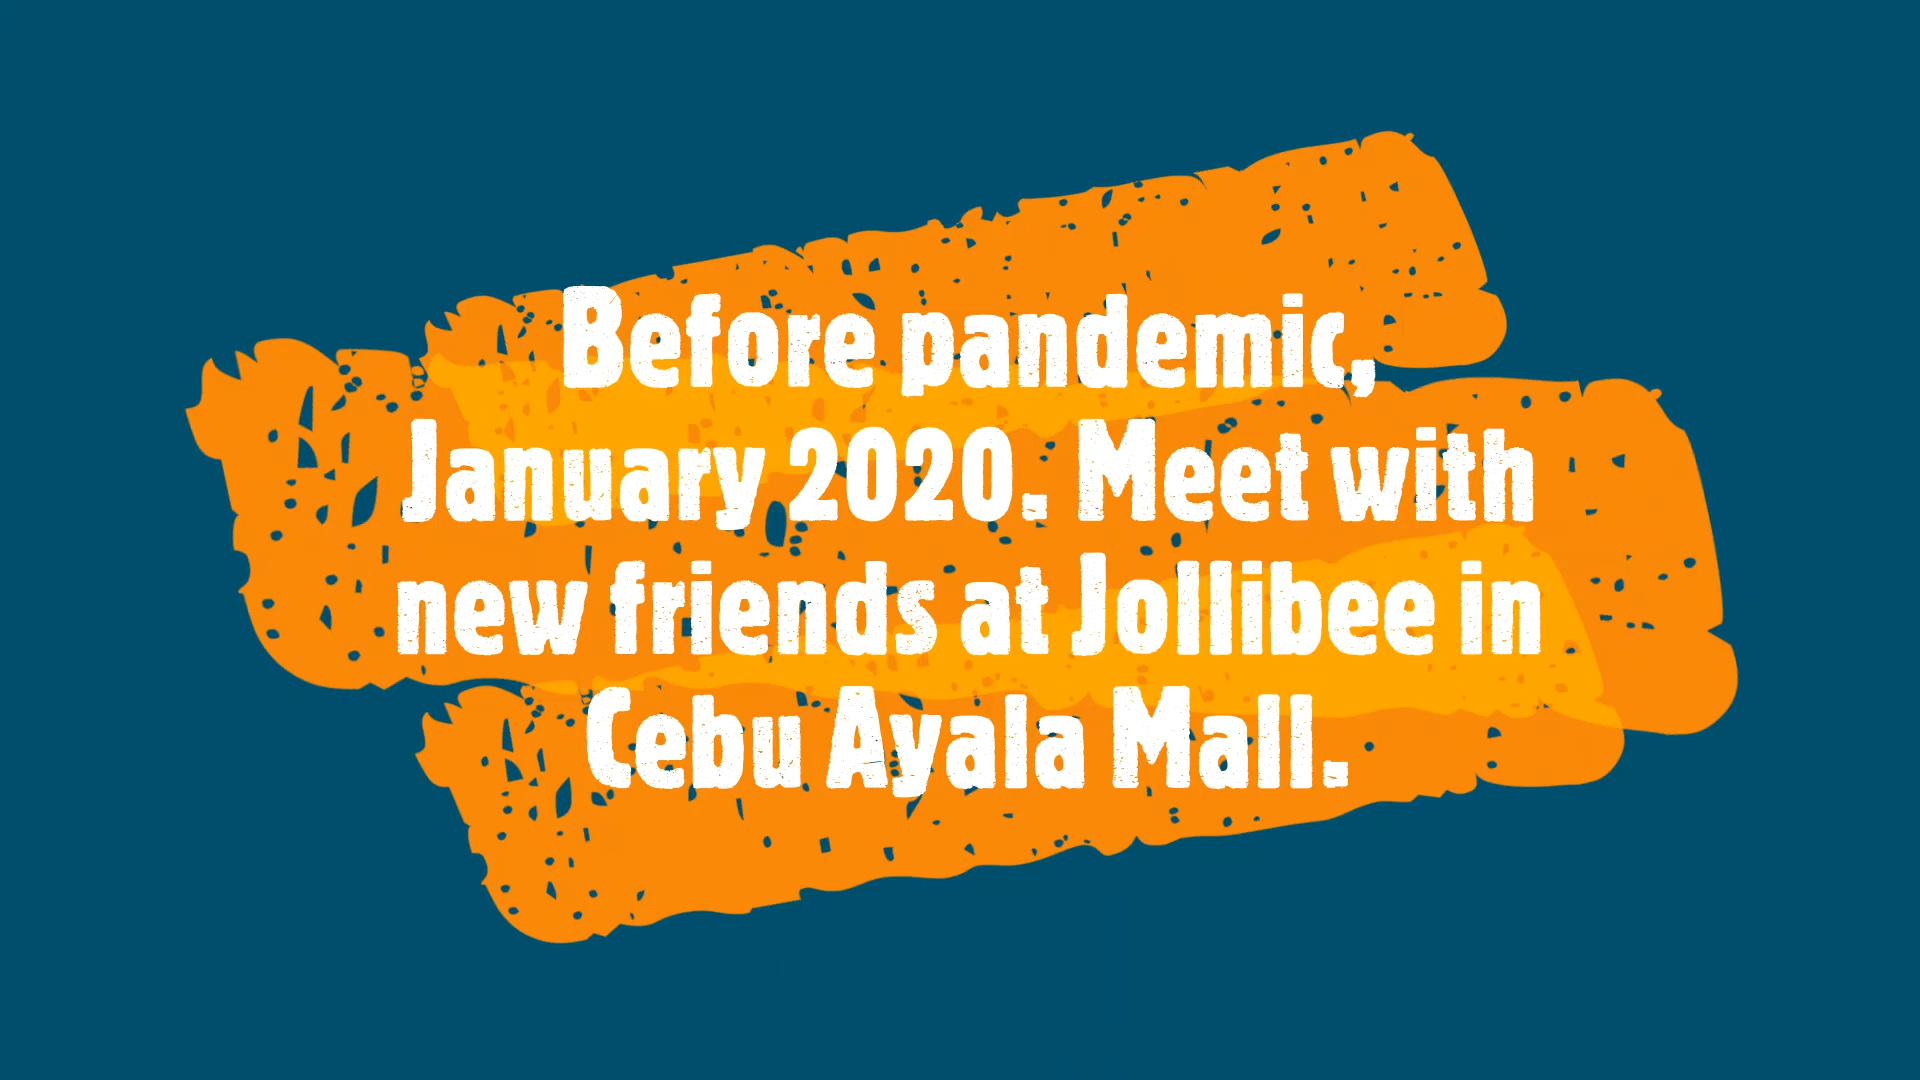 Before pandemic,
January 2020. Meet with
new friends at Jollibee in
Cebu Ayala Mall.